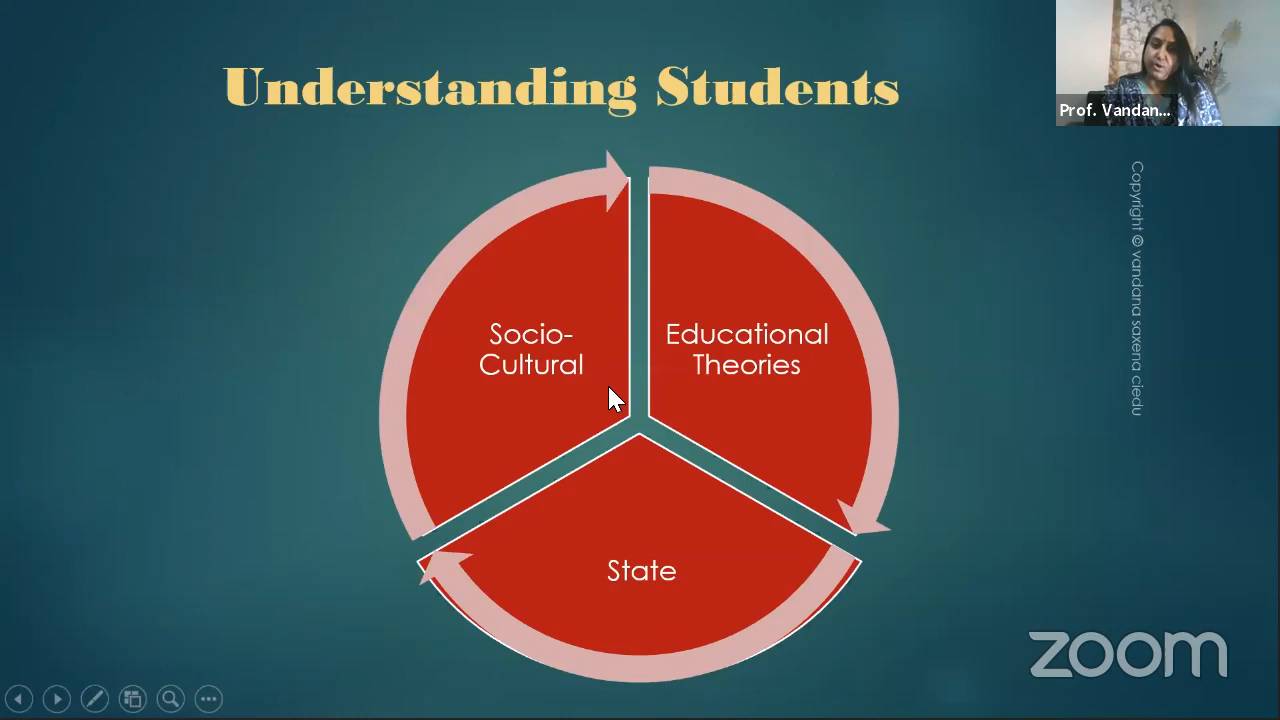 Understanding Students
Prof. Vandan...
Copyright © vandana saxena ciedu
Socio-
Cultural
Educational
Theories
State
zoom